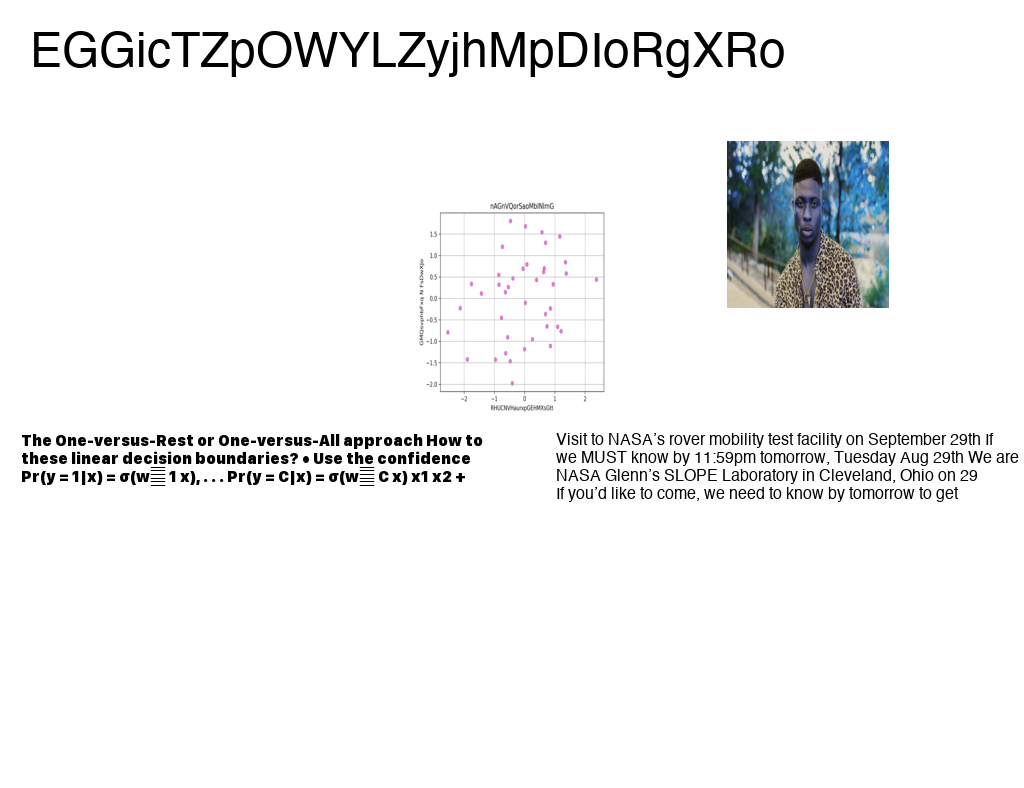 EGGicTZpOWYLZyjhMpDIoRgXRo
nAGnVQorSaoMbINlmG
1.5
1.0
0.5
0.0
−0.5
−1.0
−1.5
−2.0
−2 −1 0 1 2
The One-versus-Rest or One-versus-All approach How to
these linear decision boundaries? • Use the confidence
Pr(y = 1|x) = σ(w 1 x), . . . Pr(y = C|x) = σ(w C x) x1 x2 +
Visit to NASA’s rover mobility test facility on September 29th If
we MUST know by 11:59pm tomorrow, Tuesday Aug 29th We are
NASA Glenn’s SLOPE Laboratory in Cleveland, Ohio on 29
If you’d like to come, we need to know by tomorrow to get